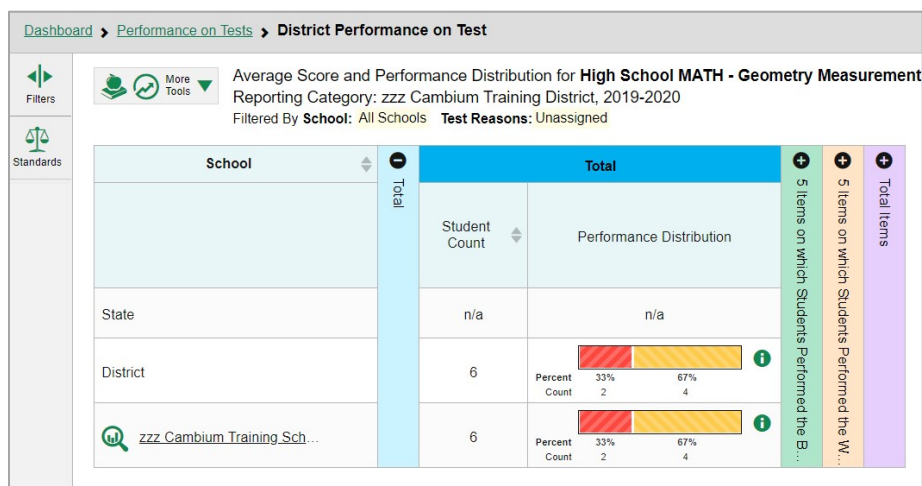 Dashboard > Performance on Tests > District Performance on Test
Filters
Standards
More
Tools
Average Score and Performance Distribution for High School MATH - Geometry Measurement
Reporting Category: zzz Cambium Training District, 2019-2020
Filtered By School: All Schools Test Reasons: Unassigned
School
Total
Total
5 Items on which Students Performed the B...
5 Items on which Students Performed the W...
Total Items
Student
Count
Performance Distribution
State
n/a
n/a
District
6
Percent 33% 67%
Count 2 4
zzz Cambium Training Sch...
6
Percent 33% 67%
Count 2 4